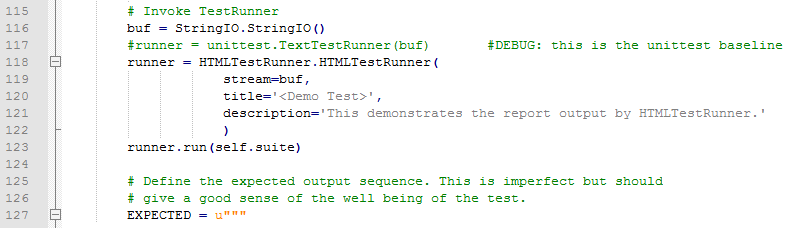 115 # Invoke TestRunner
116 buf = StringIO.StringIO()
117 #runner = unittest.TextTestRunner(buf) #DEBUG: this is the unittest baseline
118 runner = HTMLTestRunner.HTMLTestRunner(
119 stream=buf,
120 title='<Demo Test>',
121 description='This demonstrates the report output by HTMLTestRunner.'
122 )
123 runner.run(self.suite)
124
125 # Define the expected output sequence. This is imperfect but should
126 # give a good sense of the well being of the test.
127 EXPECTED = u"""